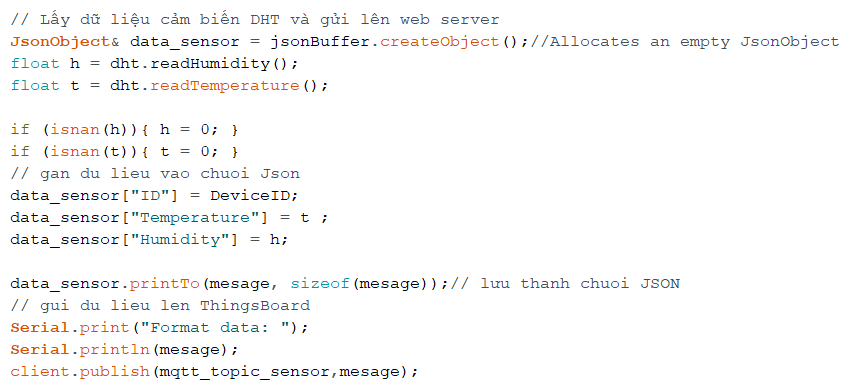 // Lấy dữ liệu cảm biến DHT và gửi lên web server
JsonObject& data_sensor = jsonBuffer.createObject();//Allocates an empty JsonObject
float h = dht.readHumidity();
float t = dht.readTemperature();
if (isnan(h)){ h = 0; }
if (isnan(t)){ t = 0; }
// gan du lieu vao chuoi Json
data_sensor["ID"] = DeviceID;
data_sensor["Temperature"] = t ;
data_sensor["Humidity"] = h;
data_sensor.printTo(mesage, sizeof(mesage));// lưu thanh chuoi JSON
// gui du lieu len ThingsBoard
Serial.print("Format data: ");
Serial.println(mesage);
client.publish(mqtt_topic_sensor,mesage);